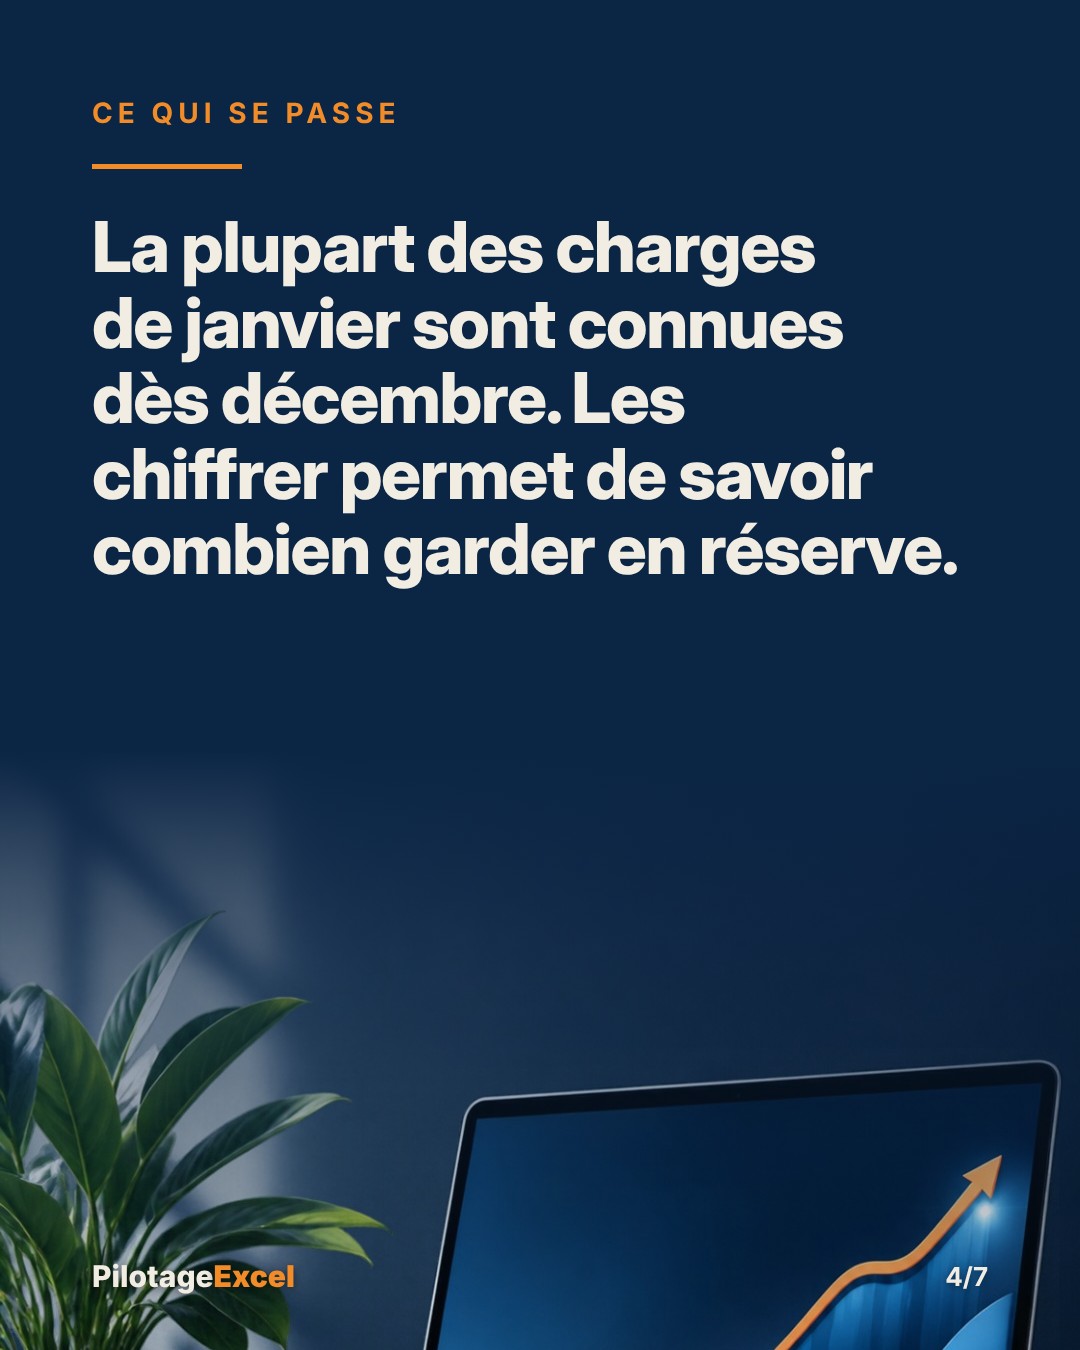 CE QUI SE PASSE
La plupart des charges
de janvier sont connues
dès décembre. Les
chiffrer permet de savoir
combien garder en réserve.
PilotageExcel
4/7